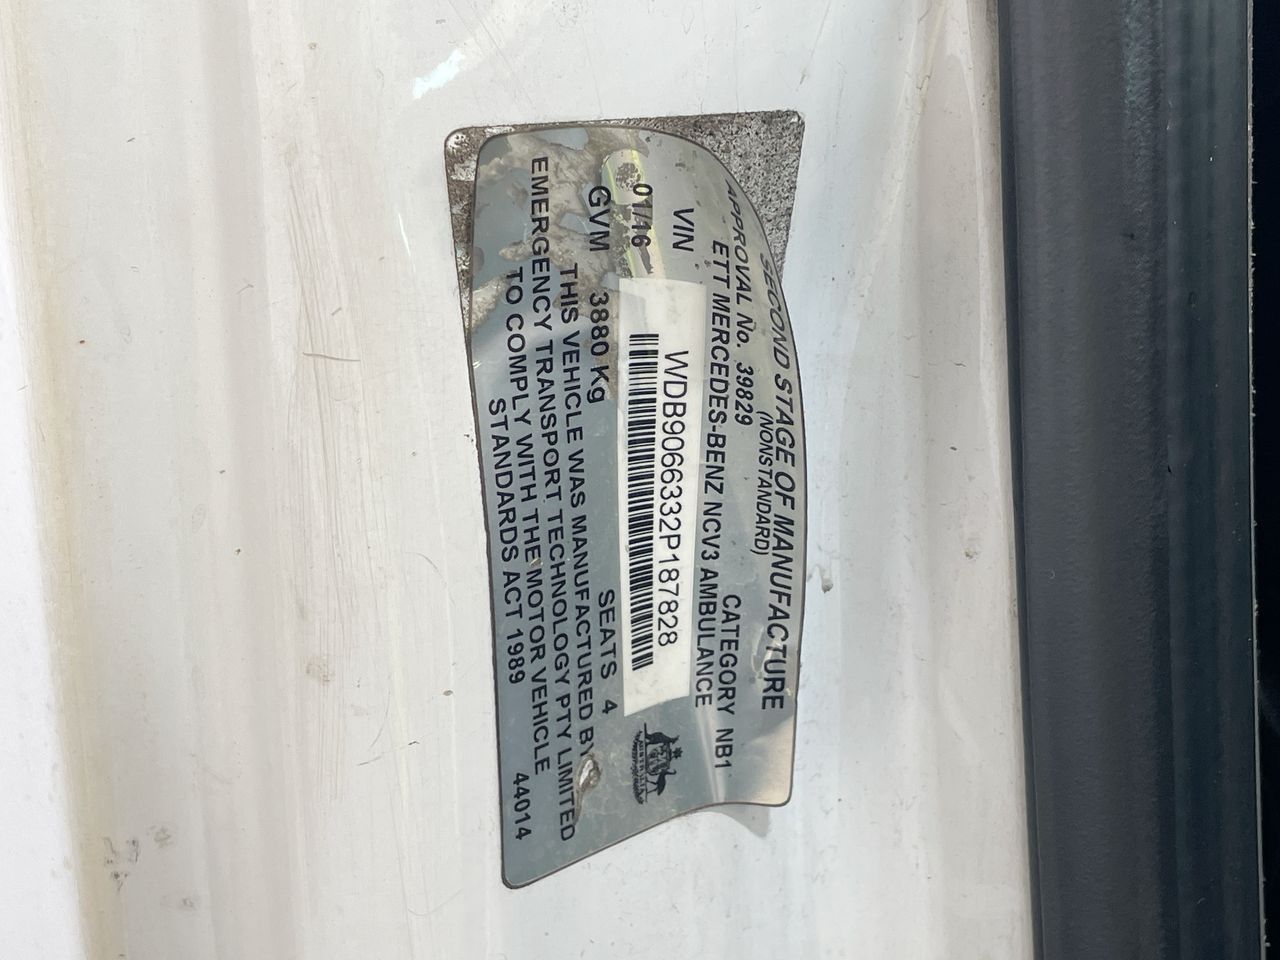 SECOND STAGE OF MANUFACTURE
(NONSTANDARD)
APPROVAL No. 39829 CATEGORY NB1
ETT MERCEDES-BENZ NCV3 AMBULANCE
VIN WDB9066332P187828
01/16
GVM 3880 Kg SEATS 4
THIS VEHICLE WAS MANUFACTURED BY
EMERGENCY TRANSPORT TECHNOLOGY PTY LIMITED
TO COMPLY WITH THE MOTOR VEHICLE
STANDARDS ACT 1989 44014